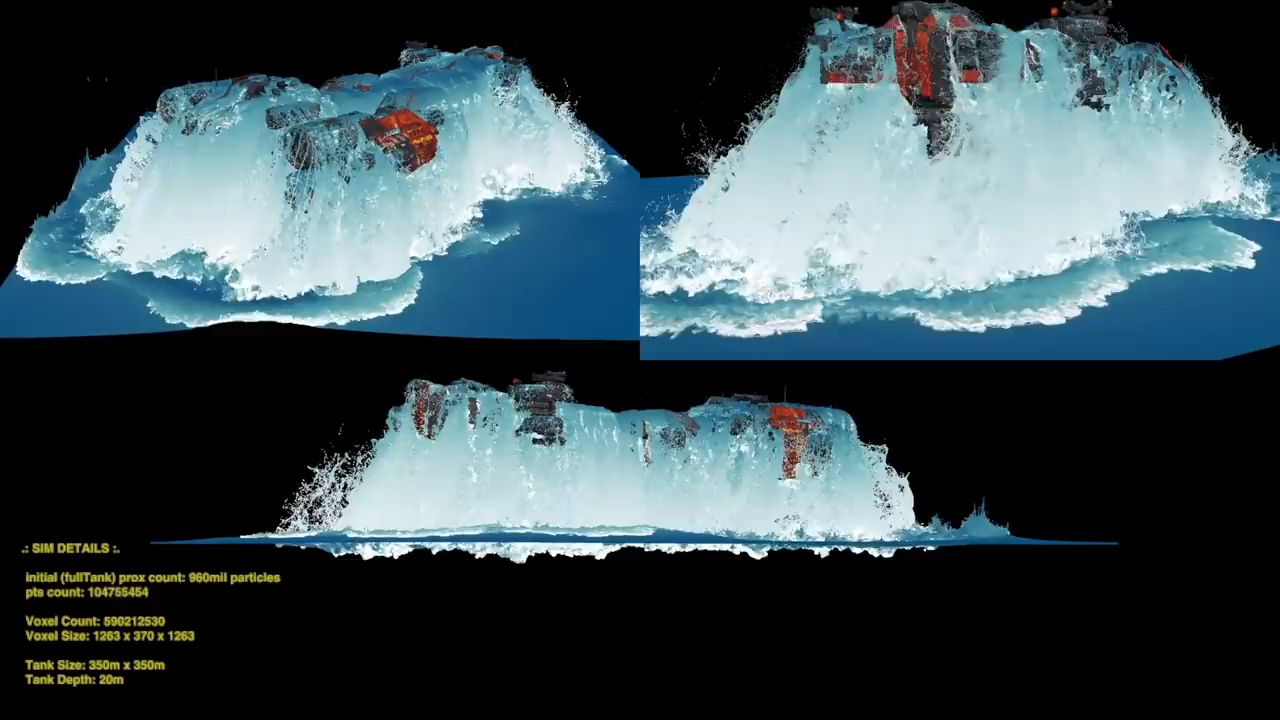 .: SIM DETAILS :.
initial (fullTank) prox count: 960mil particles
pts count: 104755454
Voxel Count: 590212530
Voxel Size: 1263 x 370 x 1263
Tank Size: 350m x 350m
Tank Depth: 20m